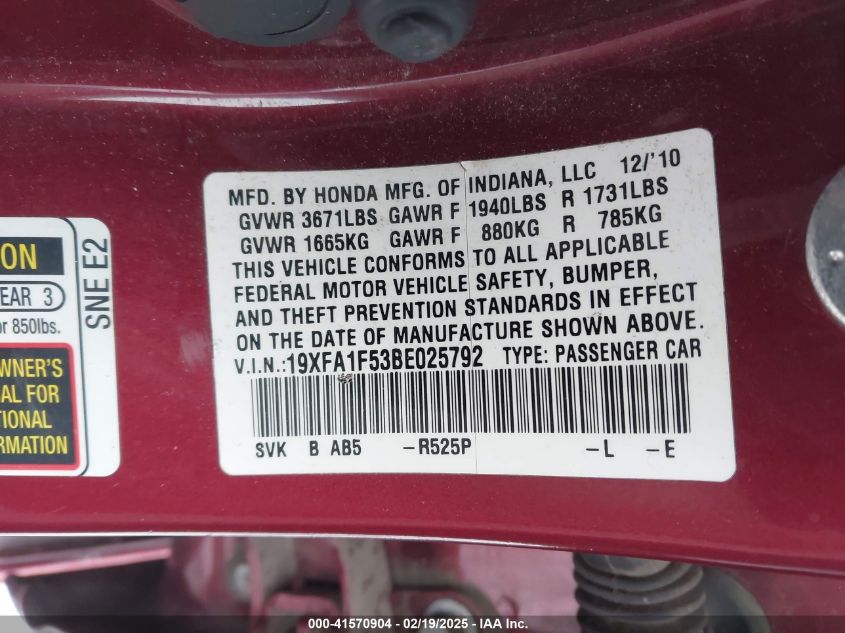 MFD. BY HONDA MFG. OF INDIANA, LLC 12/'10
GVWR 3671LBS GAWR F 1940LBS R 1731LBS
GVWR 1665KG GAWR F 880KG R 785KG
THIS VEHICLE CONFORMS TO ALL APPLICABLE
FEDERAL MOTOR VEHICLE SAFETY, BUMPER,
AND THEFT PREVENTION STANDARDS IN EFFECT
ON THE DATE OF MANUFACTURE SHOWN ABOVE.
V.I.N.:19XFA1F53BE025792 TYPE: PASSENGER CAR
SVK B AB5 -R525P -L -E
ON
EAR 3
or 850lbs.
SNE E2
OWNER'S
AL FOR
TIONAL
ORMATION
000-41570904 - 02/19/2025 - IAA Inc.